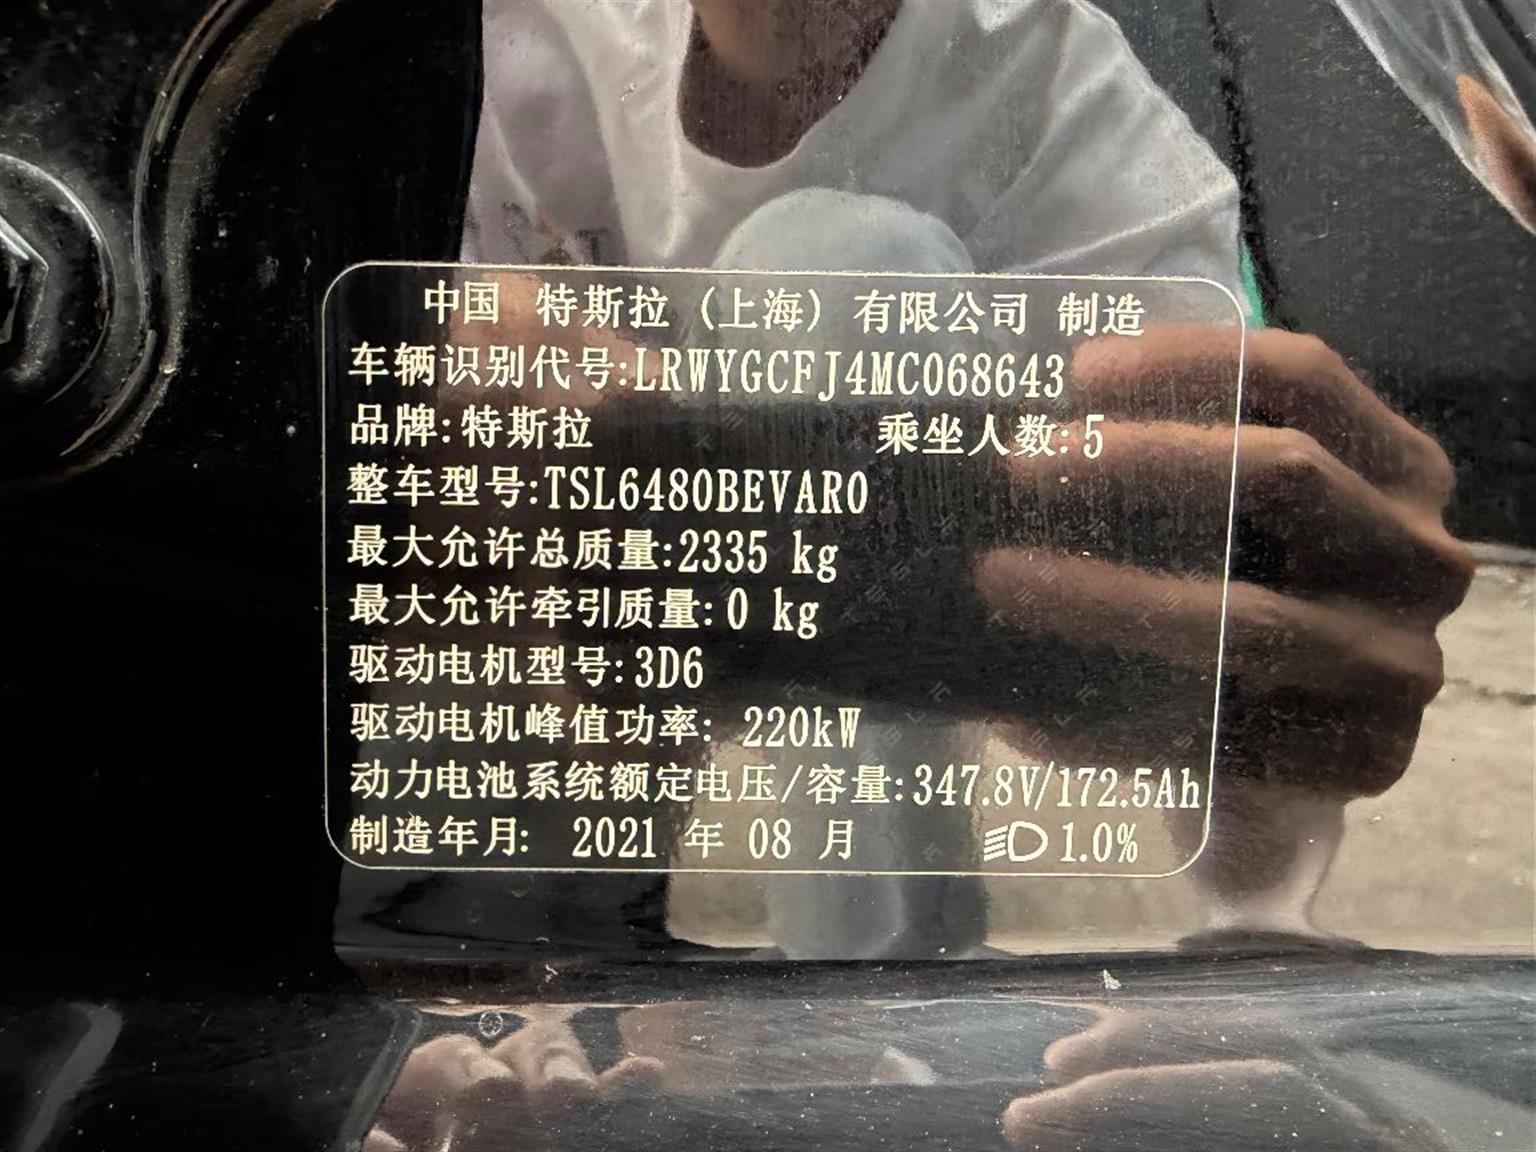 中国 特斯拉（上海）有限公司 制造
车辆识别代号:LRWYGCFJ4MC068643
品牌:特斯拉 乘坐人数:5
整车型号:TSL6480BEVAR0
最大允许总质量:2335 kg
最大允许牵引质量:0 kg
驱动电机型号:3D6
驱动电机峰值功率: 220kW
动力电池系统额定电压/容量:347.8V/172.5Ah
制造年月: 2021 年 08 月 1.0%